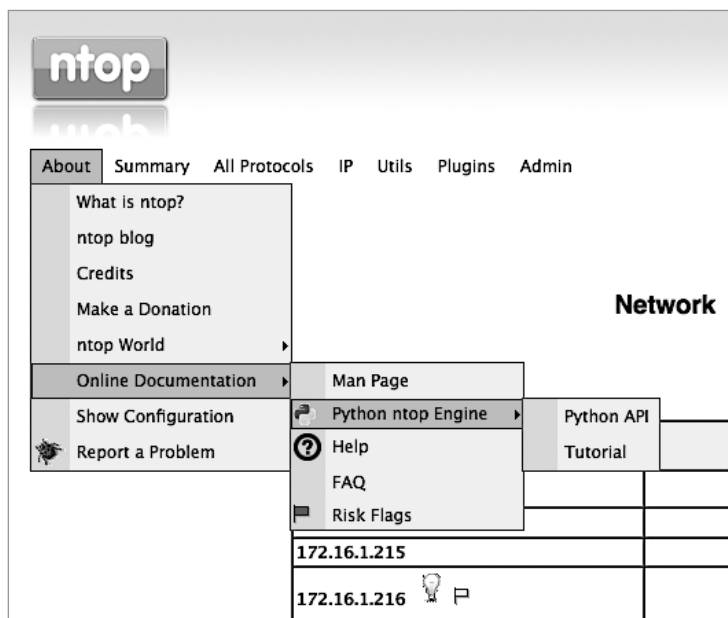 ntop
About Summary All Protocols IP Utils Plugins Admin
What is ntop?
ntop blog
Credits
Make a Donation
ntop World
Online Documentation
Show Configuration
Report a Problem
Man Page
Python ntop Engine
Help
FAQ
Risk Flags
Python API
Tutorial
Network
172.16.1.215
172.16.1.216